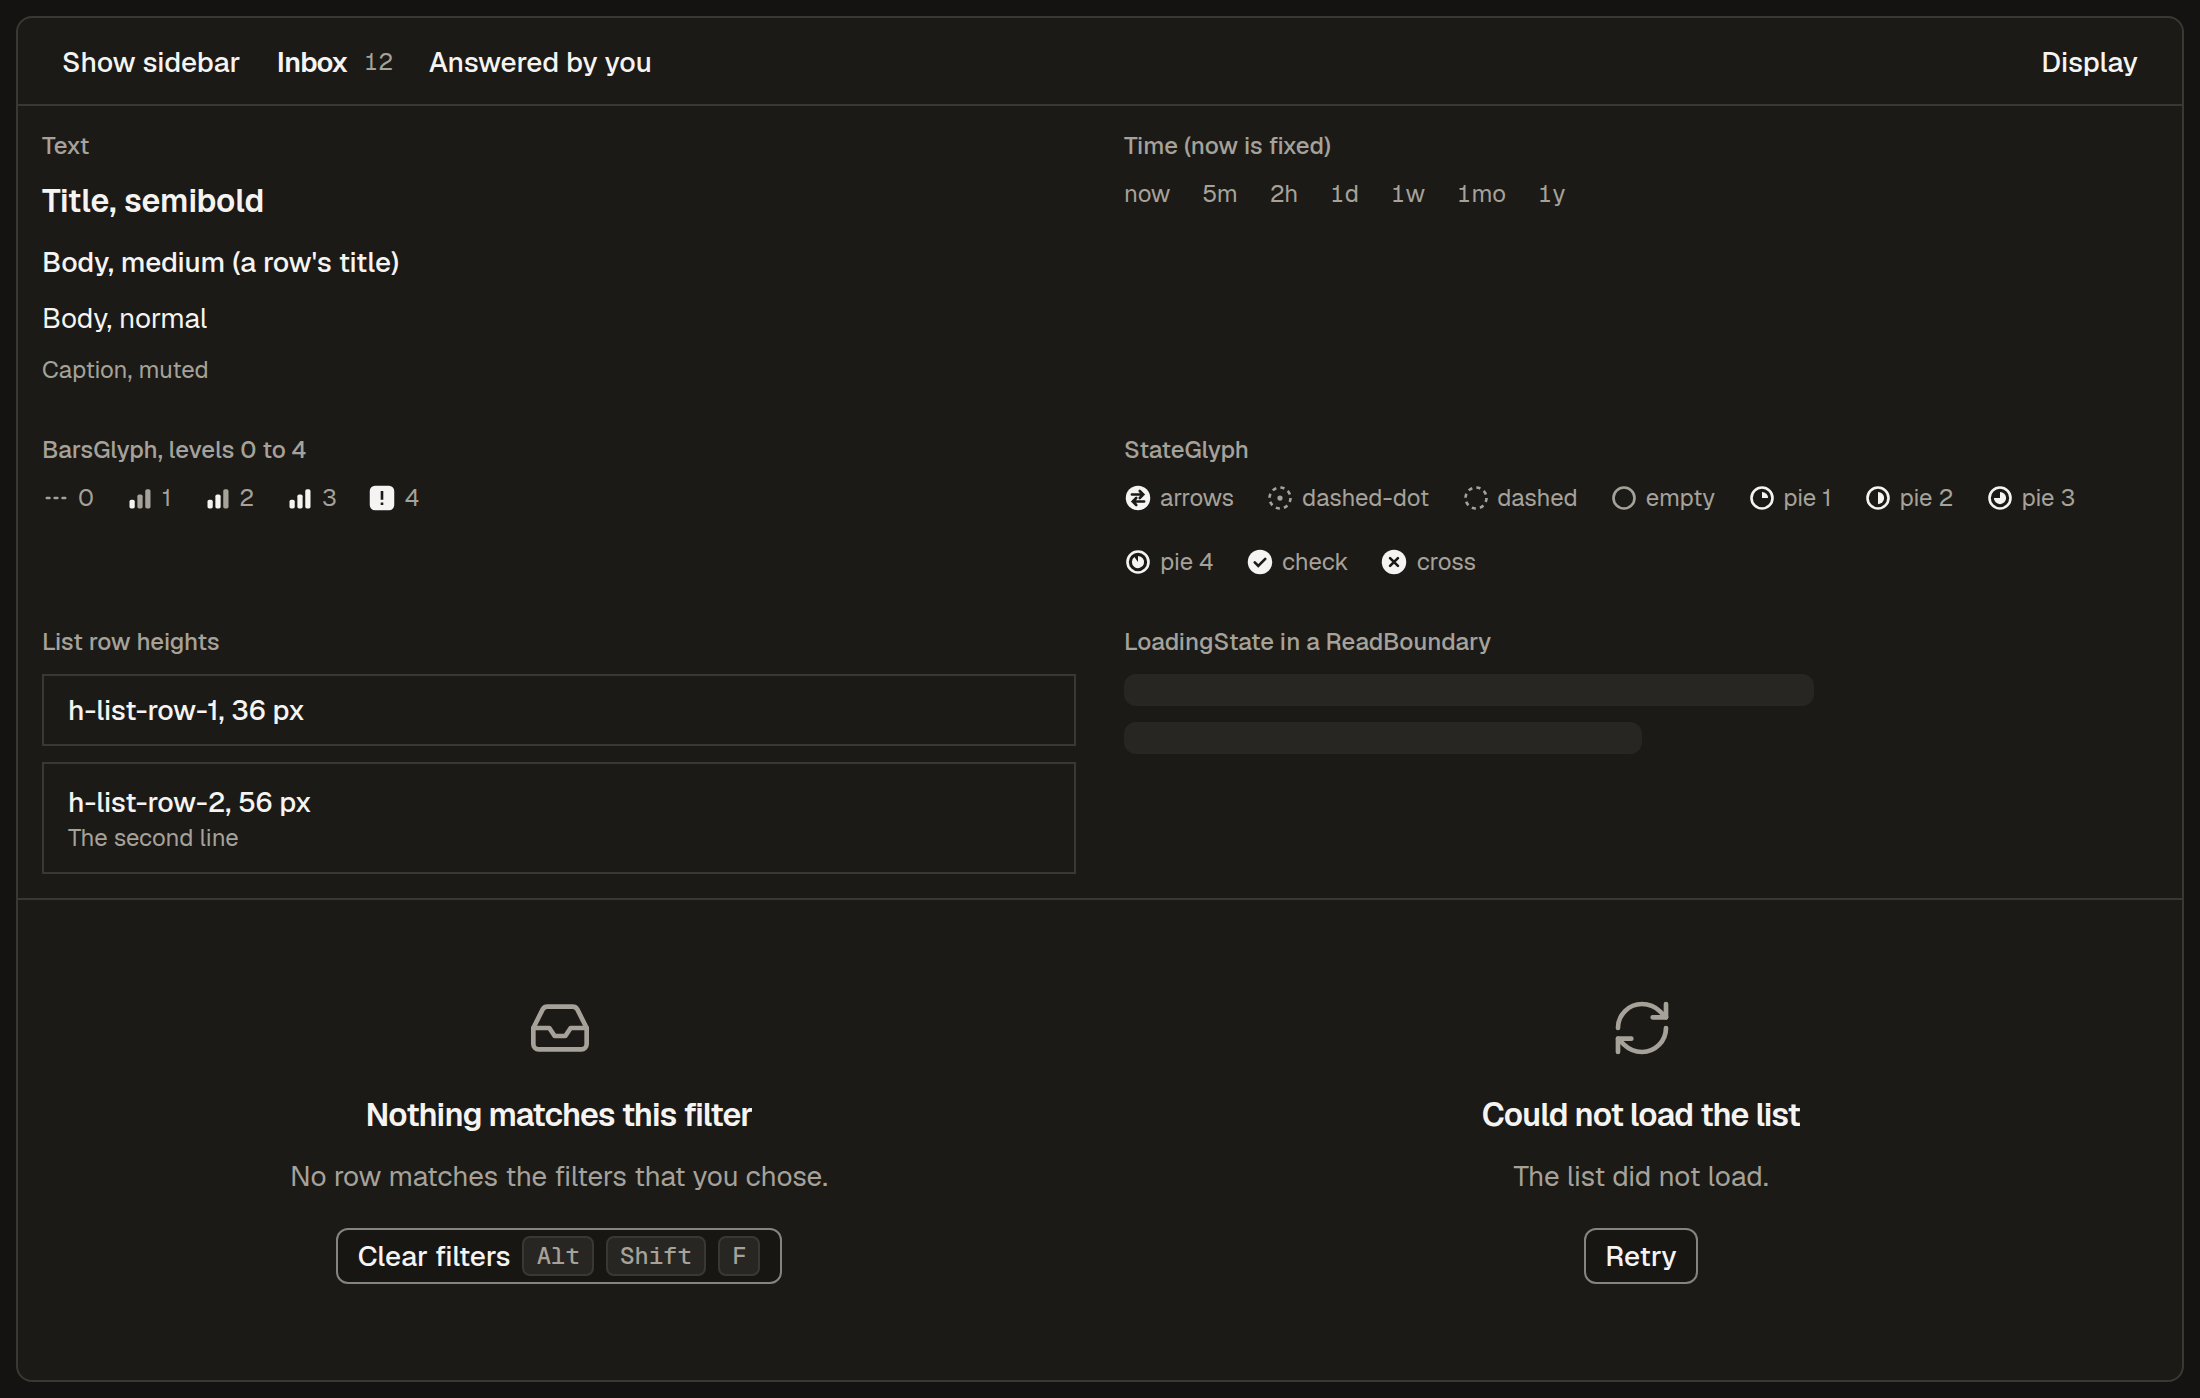 Show sidebar Inbox 12 Answered by you Display
Text
Title, semibold
Body, medium (a row's title)
Body, normal
Caption, muted
Time (now is fixed)
now 5m 2h 1d 1w 1mo 1y
BarsGlyph, levels 0 to 4
0 1 2 3 4
StateGlyph
arrows dashed-dot dashed empty pie 1 pie 2 pie 3
pie 4 check cross
List row heights
h-list-row-1, 36 px
h-list-row-2, 56 px
The second line
LoadingState in a ReadBoundary
Nothing matches this filter
No row matches the filters that you chose.
Clear filters Alt Shift F
Could not load the list
The list did not load.
Retry